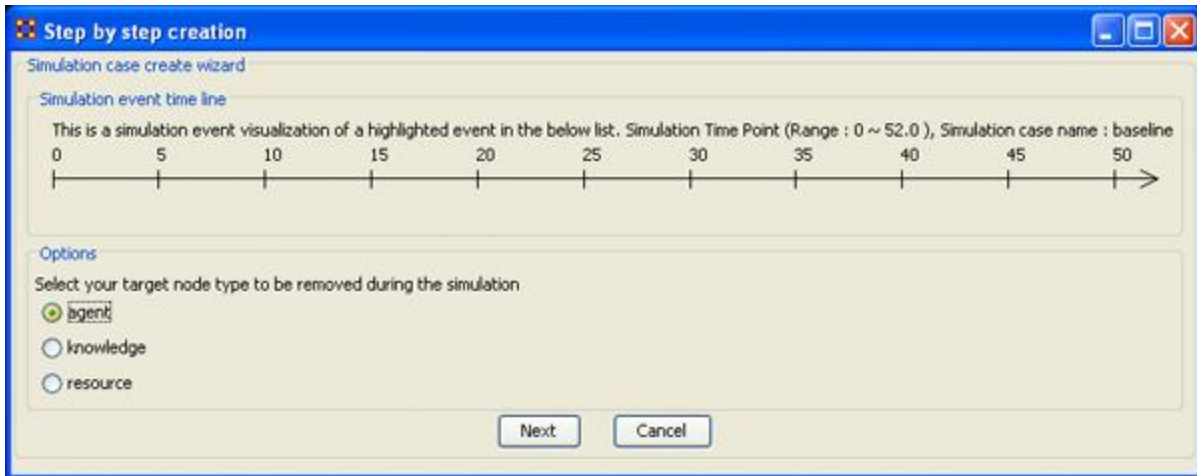 Step by step creation
Simulation case create wizard
Simulation event time line
This is a simulation event visualization of a highlighted event in the below list. Simulation Time Point (Range : 0 ~ 52.0 ), Simulation case name : baseline
0 5 10 15 20 25 30 35 40 45 50
Options
Select your target node type to be removed during the simulation
agent
knowledge
resource
Next Cancel